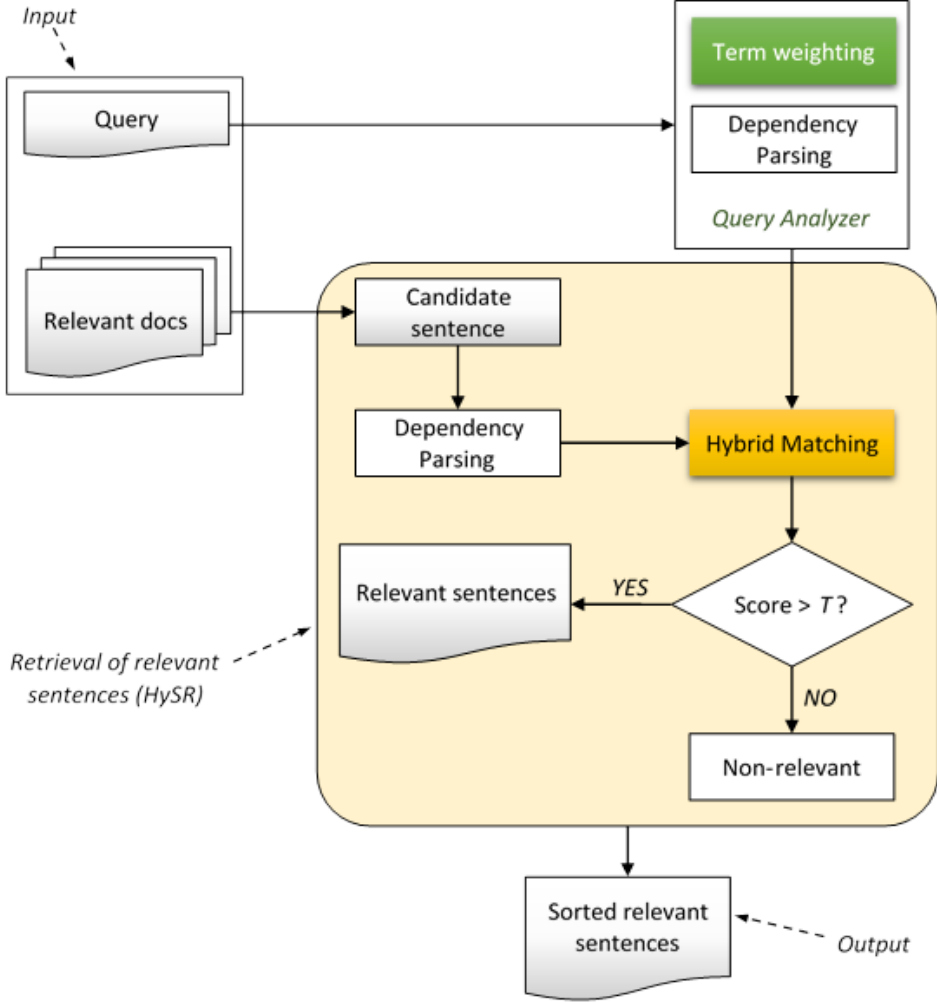 Input
Term weighting
Query
Dependency
Parsing
Query Analyzer
Relevant docs
Candidate
sentence
Dependency
Parsing
Hybrid Matching
Relevant sentences
YES
Score > T ?
Retrieval of relevant
sentences (HySR)
NO
Non-relevant
Sorted relevant
sentences
Output